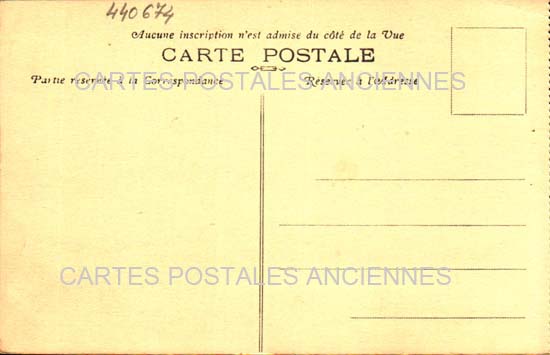 440674
Aucune inscription n'est admise du côté de la Vue
CARTE POSTALE
Partie réservée à la Correspondance
Réservée à l'Adresse
CARTES POSTALES ANCIENNES
CARTES POSTALES ANCIENNES